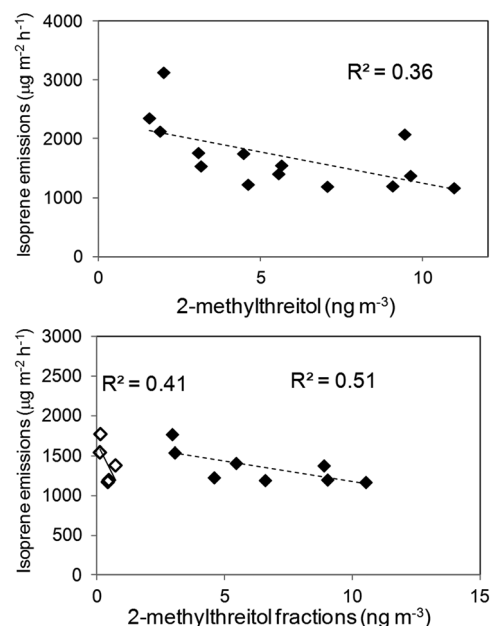 Isoprene emissions (µg m⁻² h⁻¹)
4000
3000
2000
1000
0
R² = 0.36
0 5 10
2-methylthreitol (ng m⁻³)
Isoprene emissions (µg m⁻² h⁻¹)
3000
2500
2000
1500
1000
500
0
R² = 0.41 R² = 0.51
0 5 10 15
2-methylthreitol fractions (ng m⁻³)